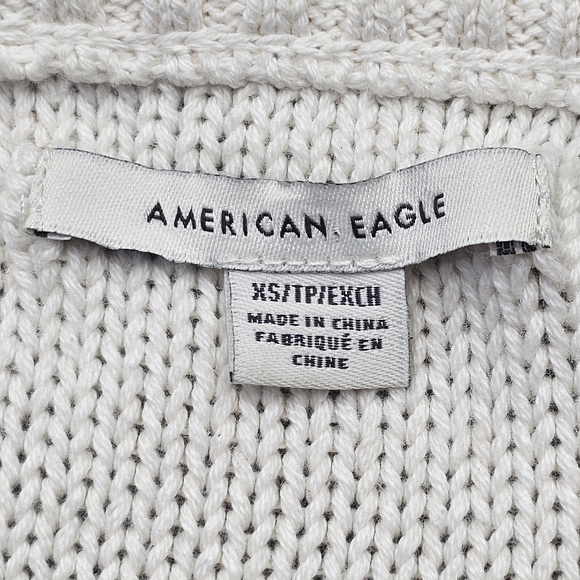 AMERICAN EAGLE
XS/TP/EXCH
MADE IN CHINA
FABRIQUÉ EN
CHINE